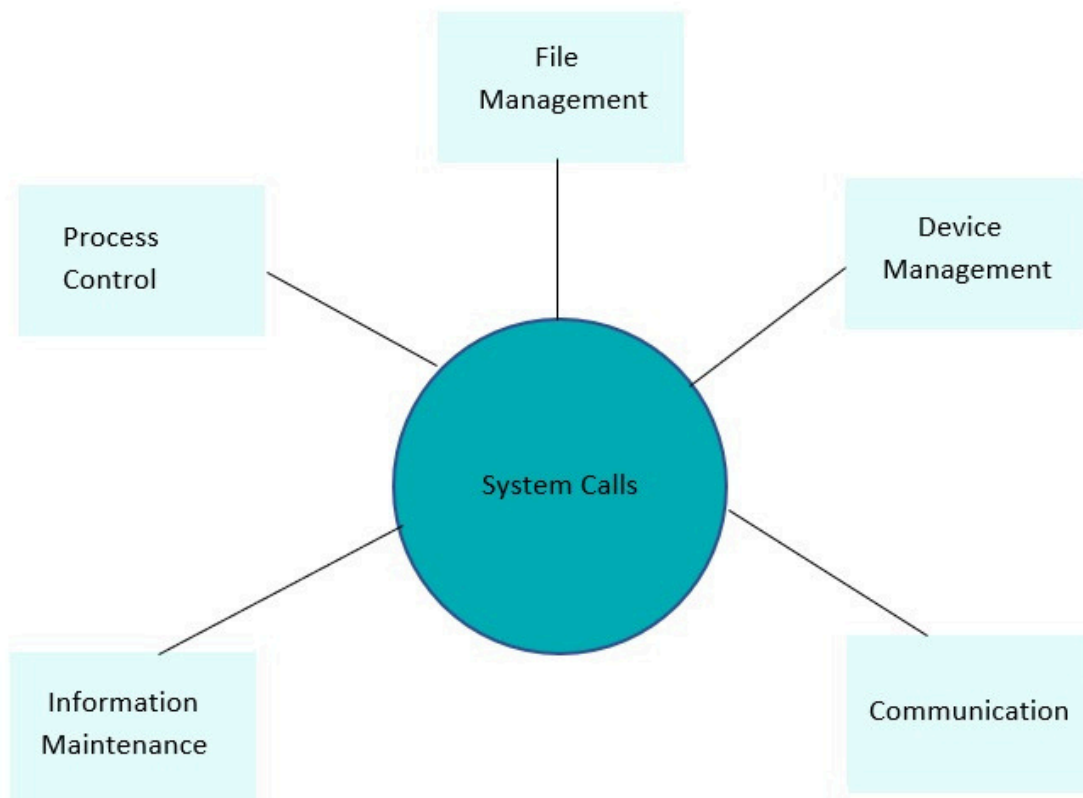 File
Management
Process
Control
Device
Management
System Calls
Information
Maintenance
Communication